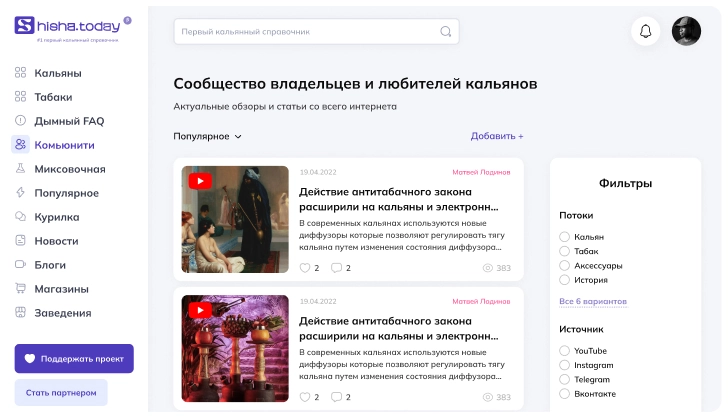 Shisha.today
β
#1 первый кальянный справочник
Кальяны
Табаки
Дымный FAQ
Комьюнити
Миксовочная
Популярное
Курилка
Новости
Блоги
Магазины
Заведения
Поддержать проект
Стать партнером
Первый кальянный справочник
Сообщество владельцев и любителей кальянов
Актуальные обзоры и статьи со всего интернета
Популярное
Добавить +
19.04.2022
Матвей Лодинов
Действие антитабачного закона
расширили на кальяны и электронн...
В современных кальянах используются новые
диффузоры которые позволяют регулировать тягу
кальяна путем изменения состояния диффузора...
2
2
383
19.04.2022
Матвей Лодинов
Действие антитабачного закона
расширили на кальяны и электронн...
В современных кальянах используются новые
диффузоры которые позволяют регулировать тягу
кальяна путем изменения состояния диффузора...
2
2
383
Фильтры
Потоки
Кальян
Табак
Аксессуары
История
Все 6 вариантов
Источник
YouTube
Instagram
Telegram
Вконтакте